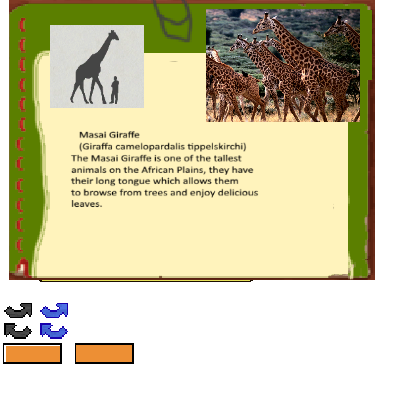 Masai Giraffe
(Giraffa camelopardalis tippelskirchi)
The Masai Giraffe is one of the tallest
animals on the African Plains, they have
their long tongue which allows them
to browse from trees and enjoy delicious
leaves.